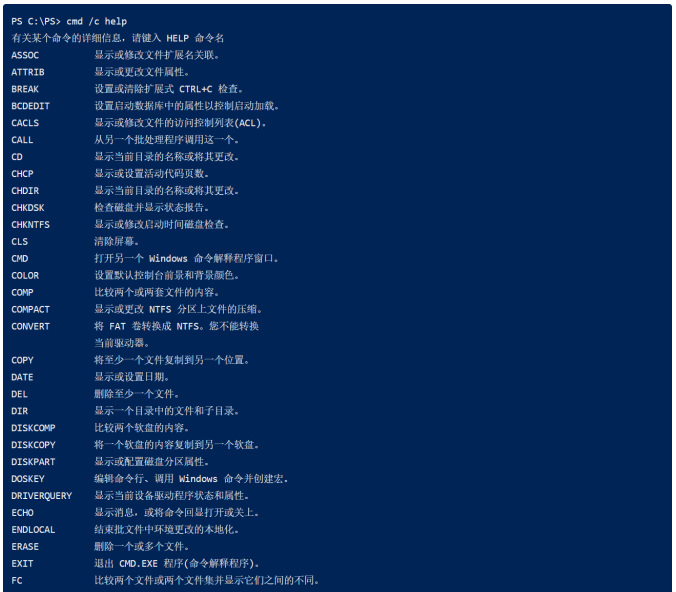 PS C:\PS> cmd /c help
有关某个命令的详细信息，请键入 HELP 命令名
ASSOC 显示或修改文件扩展名关联。
ATTRIB 显示或更改文件属性。
BREAK 设置或清除扩展式 CTRL+C 检查。
BCDEDIT 设置启动数据库中的属性以控制启动加载。
CACLS 显示或修改文件的访问控制列表(ACL)。
CALL 从另一个批处理程序调用这一个。
CD 显示当前目录的名称或将其更改。
CHCP 显示或设置活动代码页数。
CHDIR 显示当前目录的名称或将其更改。
CHKDSK 检查磁盘并显示状态报告。
CHKNTFS 显示或修改启动时间磁盘检查。
CLS 清除屏幕。
CMD 打开另一个 Windows 命令解释程序窗口。
COLOR 设置默认控制台前景和背景颜色。
COMP 比较两个或两套文件的内容。
COMPACT 显示或更改 NTFS 分区上文件的压缩。
CONVERT 将 FAT 卷转换成 NTFS。您不能转换
当前驱动器。
COPY 将至少一个文件复制到另一个位置。
DATE 显示或设置日期。
DEL 删除至少一个文件。
DIR 显示一个目录中的文件和子目录。
DISKCOMP 比较两个软盘的内容。
DISKCOPY 将一个软盘的内容复制到另一个软盘。
DISKPART 显示或配置磁盘分区属性。
DOSKEY 编辑命令行、调用 Windows 命令并创建宏。
DRIVERQUERY 显示当前设备驱动程序状态和属性。
ECHO 显示消息，或将命令回显打开或关上。
ENDLOCAL 结束批文件中环境更改的本地化。
ERASE 删除一个或多个文件。
EXIT 退出 CMD.EXE 程序(命令解释程序)。
FC 比较两个文件或两个文件集并显示它们之间的不同。